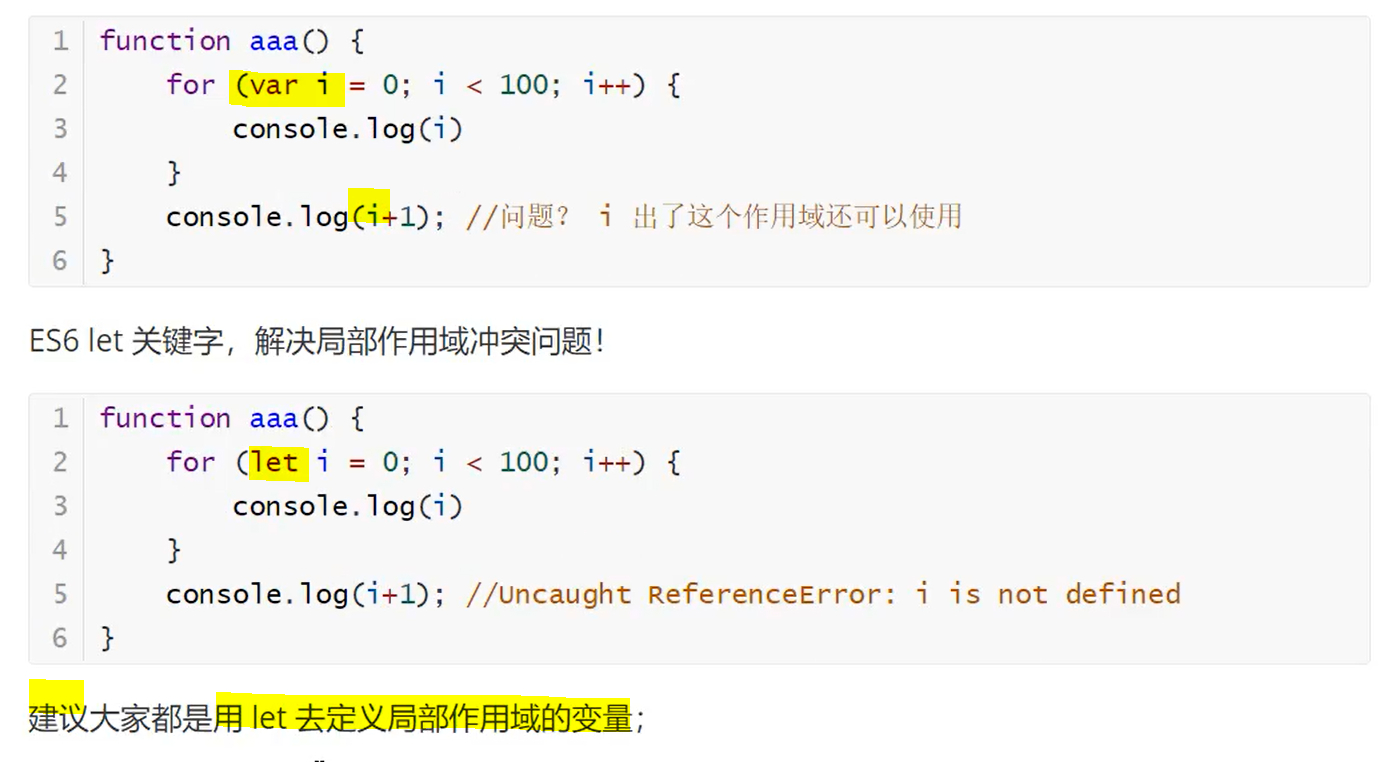 1 function aaa() {
2 for (var i = 0; i < 100; i++) {
3 console.log(i)
4 }
5 console.log(i+1); //问题? i 出了这个作用域还可以使用
6 }
ES6 let 关键字，解决局部作用域冲突问题！
1 function aaa() {
2 for (let i = 0; i < 100; i++) {
3 console.log(i)
4 }
5 console.log(i+1); //Uncaught ReferenceError: i is not defined
6 }
建议大家都是用 let 去定义局部作用域的变量；